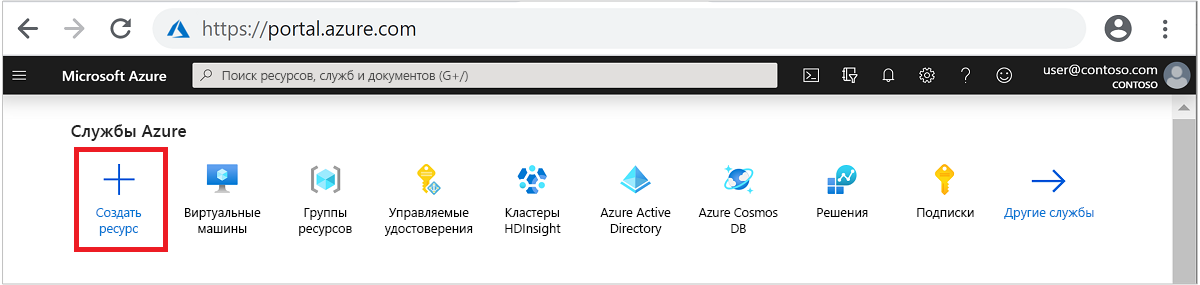 https://portal.azure.com
Microsoft Azure
Поиск ресурсов, служб и документов (G+/)
user@contoso.com
CONTOSO
Службы Azure
Создать
ресурс
Виртуальные
машины
Группы
ресурсов
Управляемые
удостоверения
Кластеры
HDInsight
Azure Active
Directory
Azure Cosmos
DB
Решения
Подписки
Другие службы